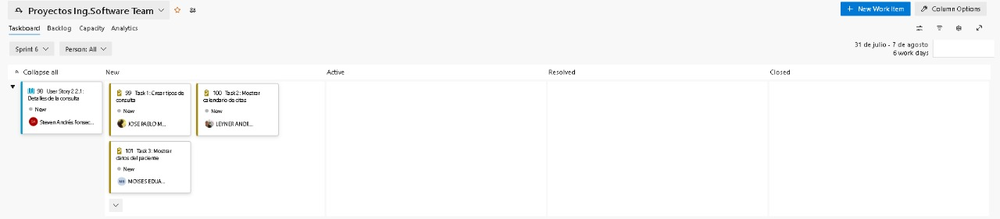 Proyectos Ing.Software Team
New Work Item
Column Options
Taskboard
Backlog
Capacity
Analytics
Sprint 6
Person: All
31 de julio - 7 de agosto
6 work days
Collapse all
New
Active
Resolved
Closed
98 User Story 2.2.1:
Detalles de la consulta
New
Steven Andrés Fonsec...
99 Task 1: Crear tipos de
consulta
New
JOSE PABLO M...
100 Task 2: Mostrar
calendario de citas
New
LEYNER ANDR...
101 Task 3: Mostrar
datos del paciente
New
MOISES EDUA...